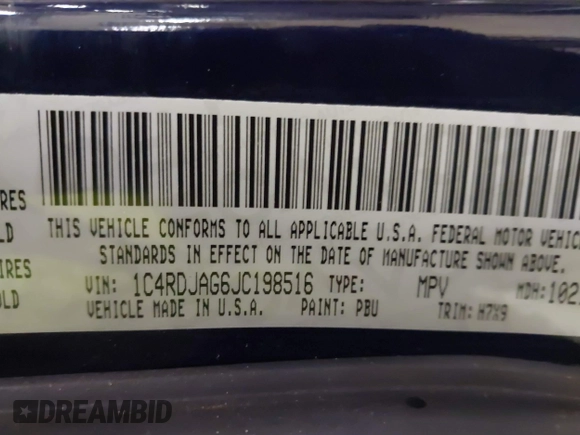 IRES
LD
IRES
OLD
THIS VEHICLE CONFORMS TO ALL APPLICABLE U.S.A. FEDERAL MOTOR VEHIC
STANDARDS IN EFFECT ON THE DATE OF MANUFACTURE SHOWN ABOVE.
VIN: 1C4RDJAG6JC198516 TYPE: MPV MDH: 102
VEHICLE MADE IN U.S.A. PAINT: PBU TRIM: H7X9
DREAMBID